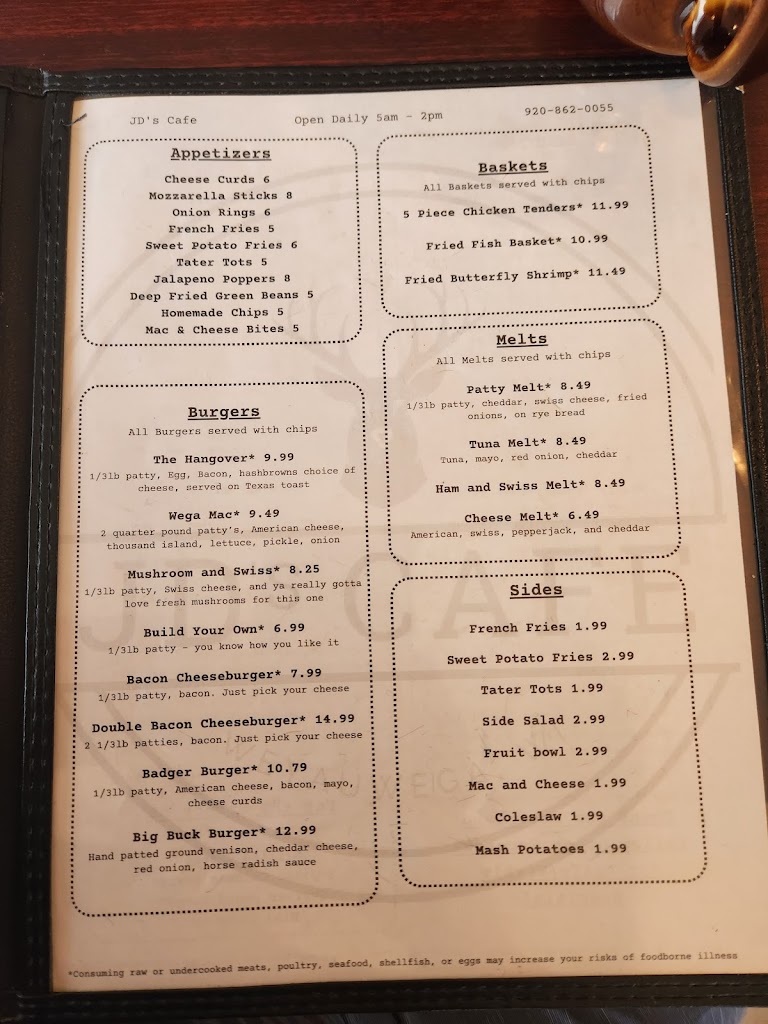 JD's Cafe
Open Daily 5am - 2pm
920-862-0055
Appetizers
Cheese Curds 6
Mozzarella Sticks 8
Onion Rings 6
French Fries 5
Sweet Potato Fries 6
Tater Tots 5
Jalapeno Poppers 8
Deep Fried Green Beans 5
Homemade Chips 5
Mac & Cheese Bites 5
Burgers
All Burgers served with chips
The Hangover* 9.99
1/3lb patty, Egg, Bacon, hashbrowns choice of
cheese, served on Texas toast
Wega Mac* 9.49
2 quarter pound patty's, American cheese,
thousand island, lettuce, pickle, onion
Mushroom and Swiss* 8.25
1/3lb patty, Swiss cheese, and ya really gotta
love fresh mushrooms for this one
Build Your Own* 6.99
1/3lb patty - you know how you like it
Bacon Cheeseburger* 7.99
1/3lb patty, bacon. Just pick your cheese
Double Bacon Cheeseburger* 14.99
2 1/3lb patties, bacon. Just pick your cheese
Badger Burger* 10.79
1/3lb patty, American cheese, bacon, mayo,
cheese curds
Big Buck Burger* 12.99
Hand patted ground venison, cheddar cheese,
red onion, horse radish sauce
Baskets
All Baskets served with chips
5 Piece Chicken Tenders* 11.99
Fried Fish Basket* 10.99
Fried Butterfly Shrimp* 11.49
Melts
All Melts served with chips
Patty Melt* 8.49
1/3lb patty, cheddar, swiss cheese, fried
onions, on rye bread
Tuna Melt* 8.49
Tuna, mayo, red onion, cheddar
Ham and Swiss Melt* 8.49
Cheese Melt* 6.49
American, swiss, pepperjack, and cheddar
Sides
French Fries 1.99
Sweet Potato Fries 2.99
Tater Tots 1.99
Side Salad 2.99
Fruit bowl 2.99
Mac and Cheese 1.99
Coleslaw 1.99
Mash Potatoes 1.99
*Consuming raw or undercooked meats, poultry, seafood, shellfish, or eggs may increase your risks of foodborne illness